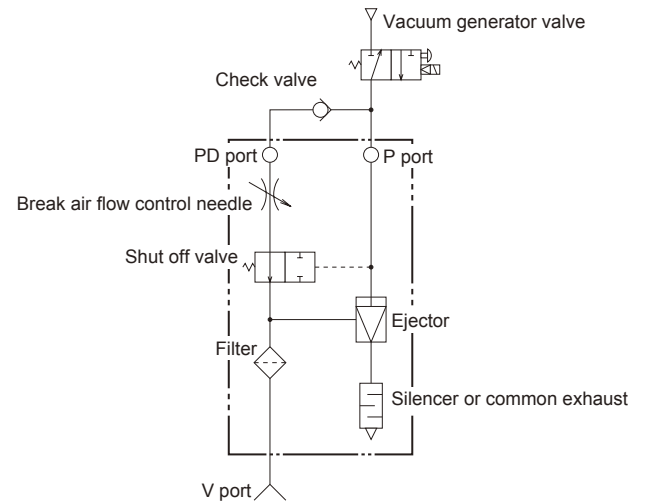 Vacuum generator valve
Check valve
PD port
P port
Break air flow control needle
Shut off valve
Ejector
Filter
Silencer or common exhaust
V port